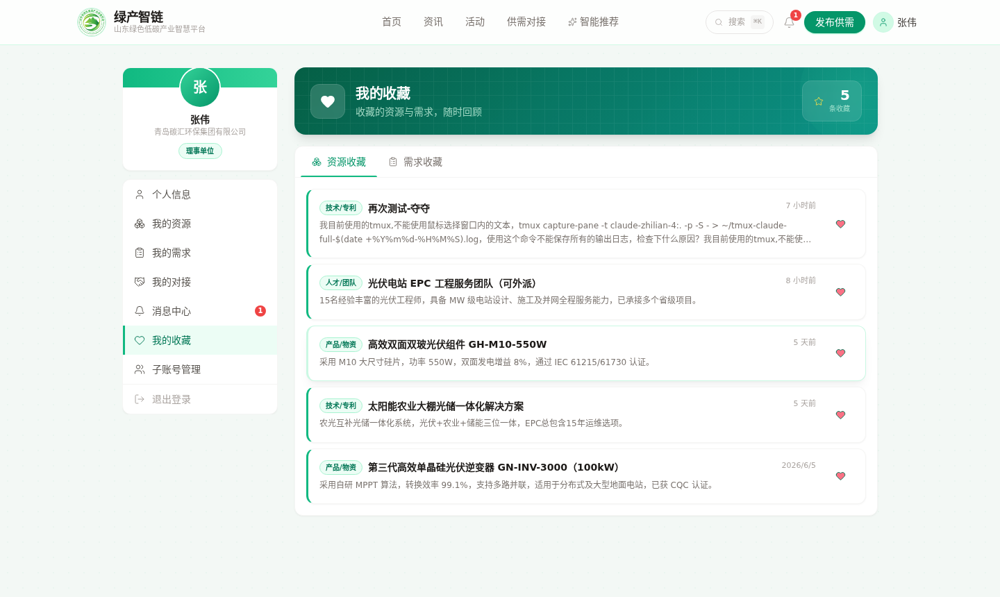 绿产智链
山东绿色低碳产业智慧平台
首页
资讯
活动
供需对接
智能推荐
搜索
⌘K
1
发布供需
张伟
张
张伟
青岛碳汇环保集团有限公司
理事单位
个人信息
我的资源
我的需求
我的对接
消息中心
1
我的收藏
子账号管理
退出登录
我的收藏
收藏的资源与需求，随时回顾
5
条收藏
资源收藏
需求收藏
技术/专利
再次测试-夺夺
7 小时前
我目前使用的tmux,不能使用鼠标选择窗口内的文本，tmux capture-pane -t claude-zhilian-4:. -p -S - > ~/tmux-claude-
full-$(date +%Y%m%d-%H%M%S).log，使用这个命令不能保存所有的输出日志，检查下什么原因？我目前使用的tmux,不能使…
人才/团队
光伏电站 EPC 工程服务团队（可外派）
8 小时前
15名经验丰富的光伏工程师，具备 MW 级电站设计、施工及并网全程服务能力，已承接多个省级项目。
产品/物资
高效双面双玻光伏组件 GH-M10-550W
5 天前
采用 M10 大尺寸硅片，功率 550W，双面发电增益 8%，通过 IEC 61215/61730 认证。
技术/专利
太阳能农业大棚光储一体化解决方案
5 天前
农光互补光储一体化系统，光伏+农业+储能三位一体，EPC总包含15年运维选项。
产品/物资
第三代高效单晶硅光伏逆变器 GN-INV-3000（100kW）
2026/6/5
采用自研 MPPT 算法，转换效率 99.1%，支持多路并联，适用于分布式及大型地面电站，已获 CQC 认证。